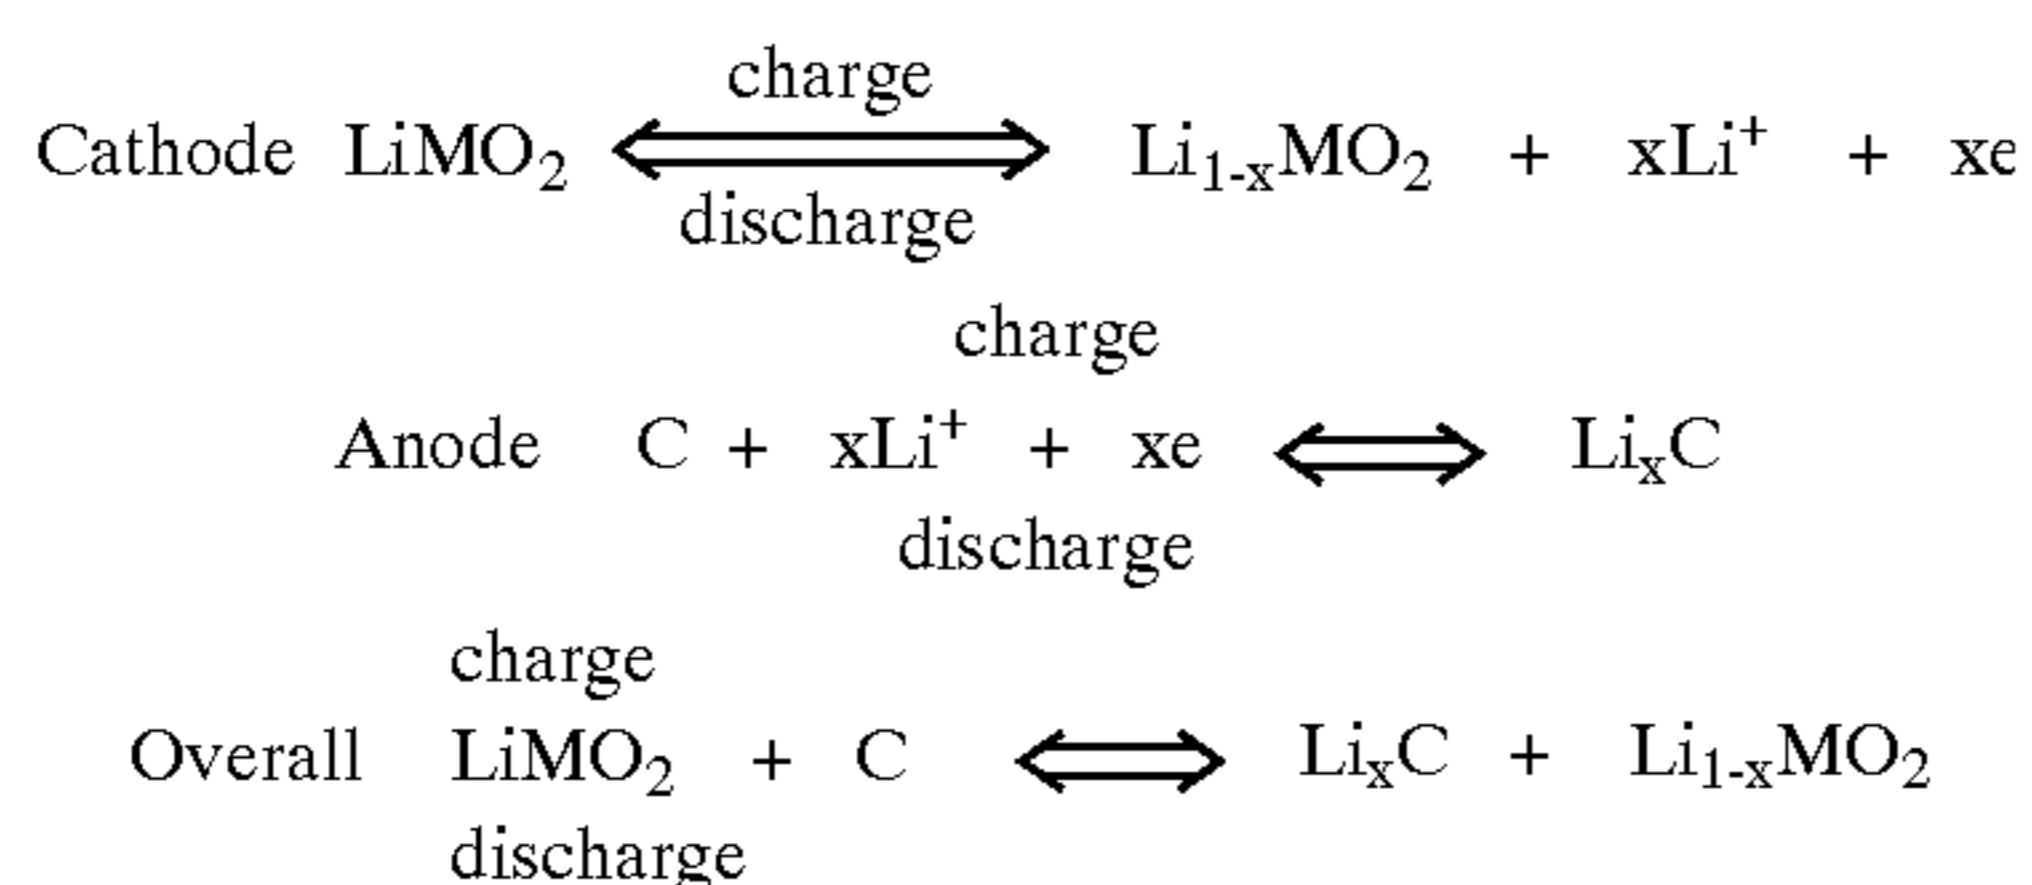 charge
Cathode LiMO₂ ⟺ Li₁₋ₓMO₂ + xLi⁺ + xe
discharge
charge
Anode C + xLi⁺ + xe ⟺ LiₓC
discharge
charge
Overall LiMO₂ + C ⟺ LiₓC + Li₁₋ₓMO₂
discharge